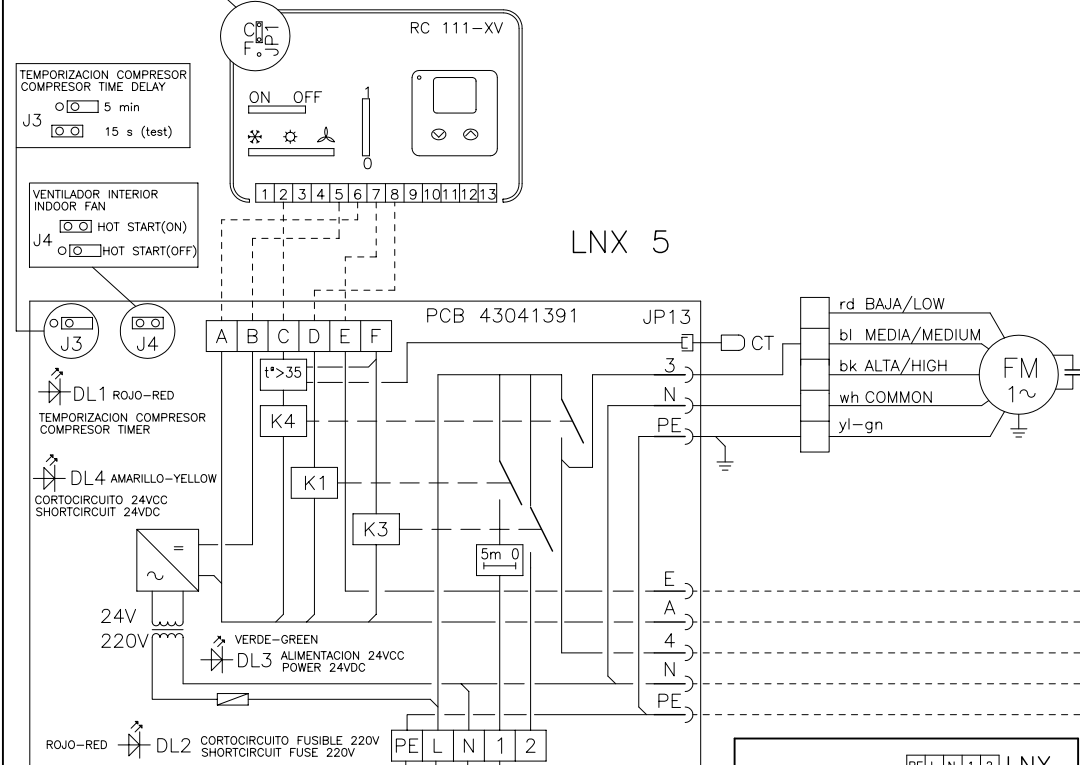 C
F
JP1
RC 111-XV
ON OFF
1
0
1 2 3 4 5 6 7 8 9 10 11 12 13
TEMPORIZACION COMPRESOR
COMPRESOR TIME DELAY
J3
5 min
15 s (test)
VENTILADOR INTERIOR
INDOOR FAN
J4
HOT START(ON)
HOT START(OFF)
LNX 5
J3
J4
A B C D E F
PCB 43041391
JP13
CT
3
N
PE
rd BAJA/LOW
bl MEDIA/MEDIUM
bk ALTA/HIGH
wh COMMON
yl-gn
FM
1~
tª>35
K4
K1
K3
5m 0
DL1 ROJO-RED
TEMPORIZACION COMPRESOR
COMPRESOR TIMER
DL4 AMARILLO-YELLOW
CORTOCIRCUITO 24VCC
SHORTCIRCUIT 24VDC
=
~
24V
220V
VERDE-GREEN
DL3 ALIMENTACION 24VCC
POWER 24VDC
E
A
4
N
PE
ROJO-RED DL2 CORTOCIRCUITO FUSIBLE 220V
SHORTCIRCUIT FUSE 220V
PE L N 1 2
PE L N 1 2 LNX